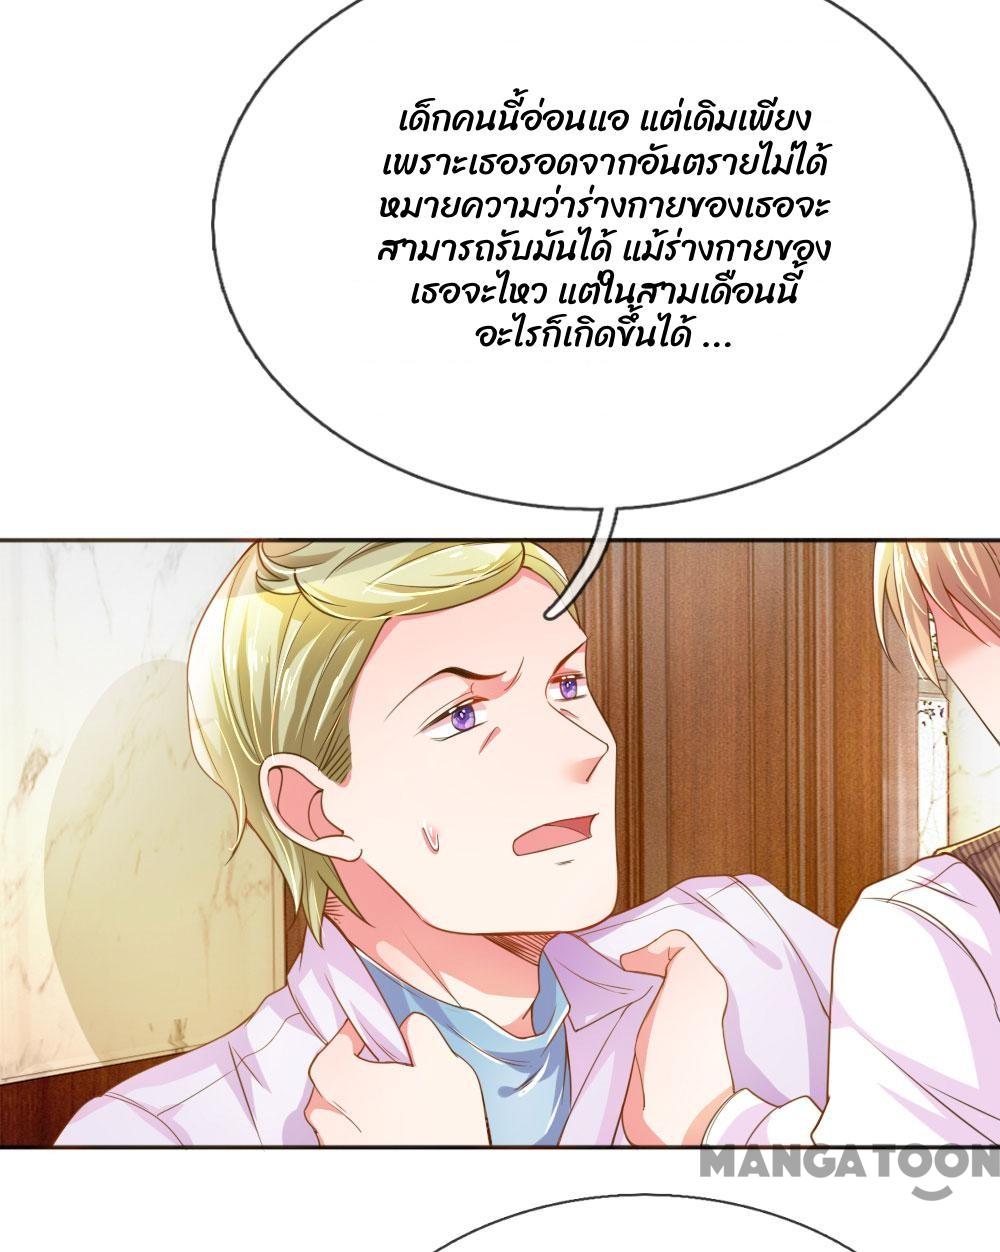 เด็กคนนี้อ่อนแอ แต่เดิมเพียง
เพราะเธอรอดจากอันตรายไม่ได้
หมายความว่าร่างกายของเธอจะ
สามารถรับมันได้ แม้ร่างกายของ
เธอจะไหว แต่ในสามเดือนนี้
อะไรก็เกิดขึ้นได้ ...
MANGATOON